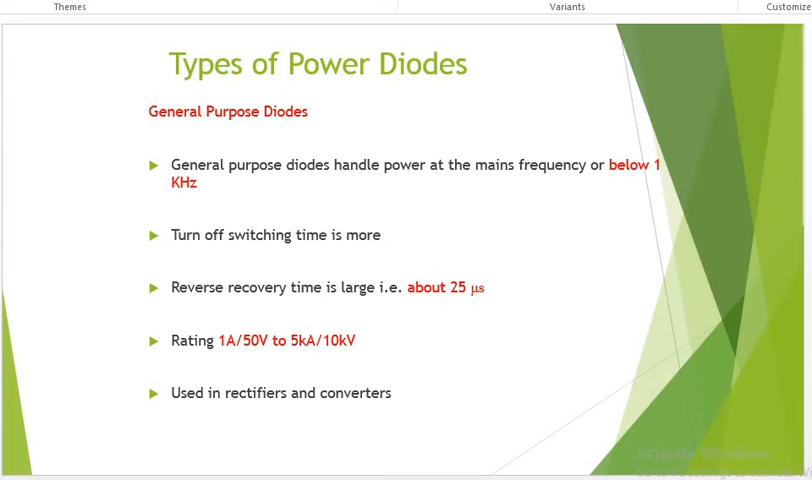 Themes Variants Customize
Types of Power Diodes
General Purpose Diodes
General purpose diodes handle power at the mains frequency or below 1
KHz
Turn off switching time is more
Reverse recovery time is large i.e. about 25 μs
Rating 1A/50V to 5kA/10kV
Used in rectifiers and converters
Activate Windows